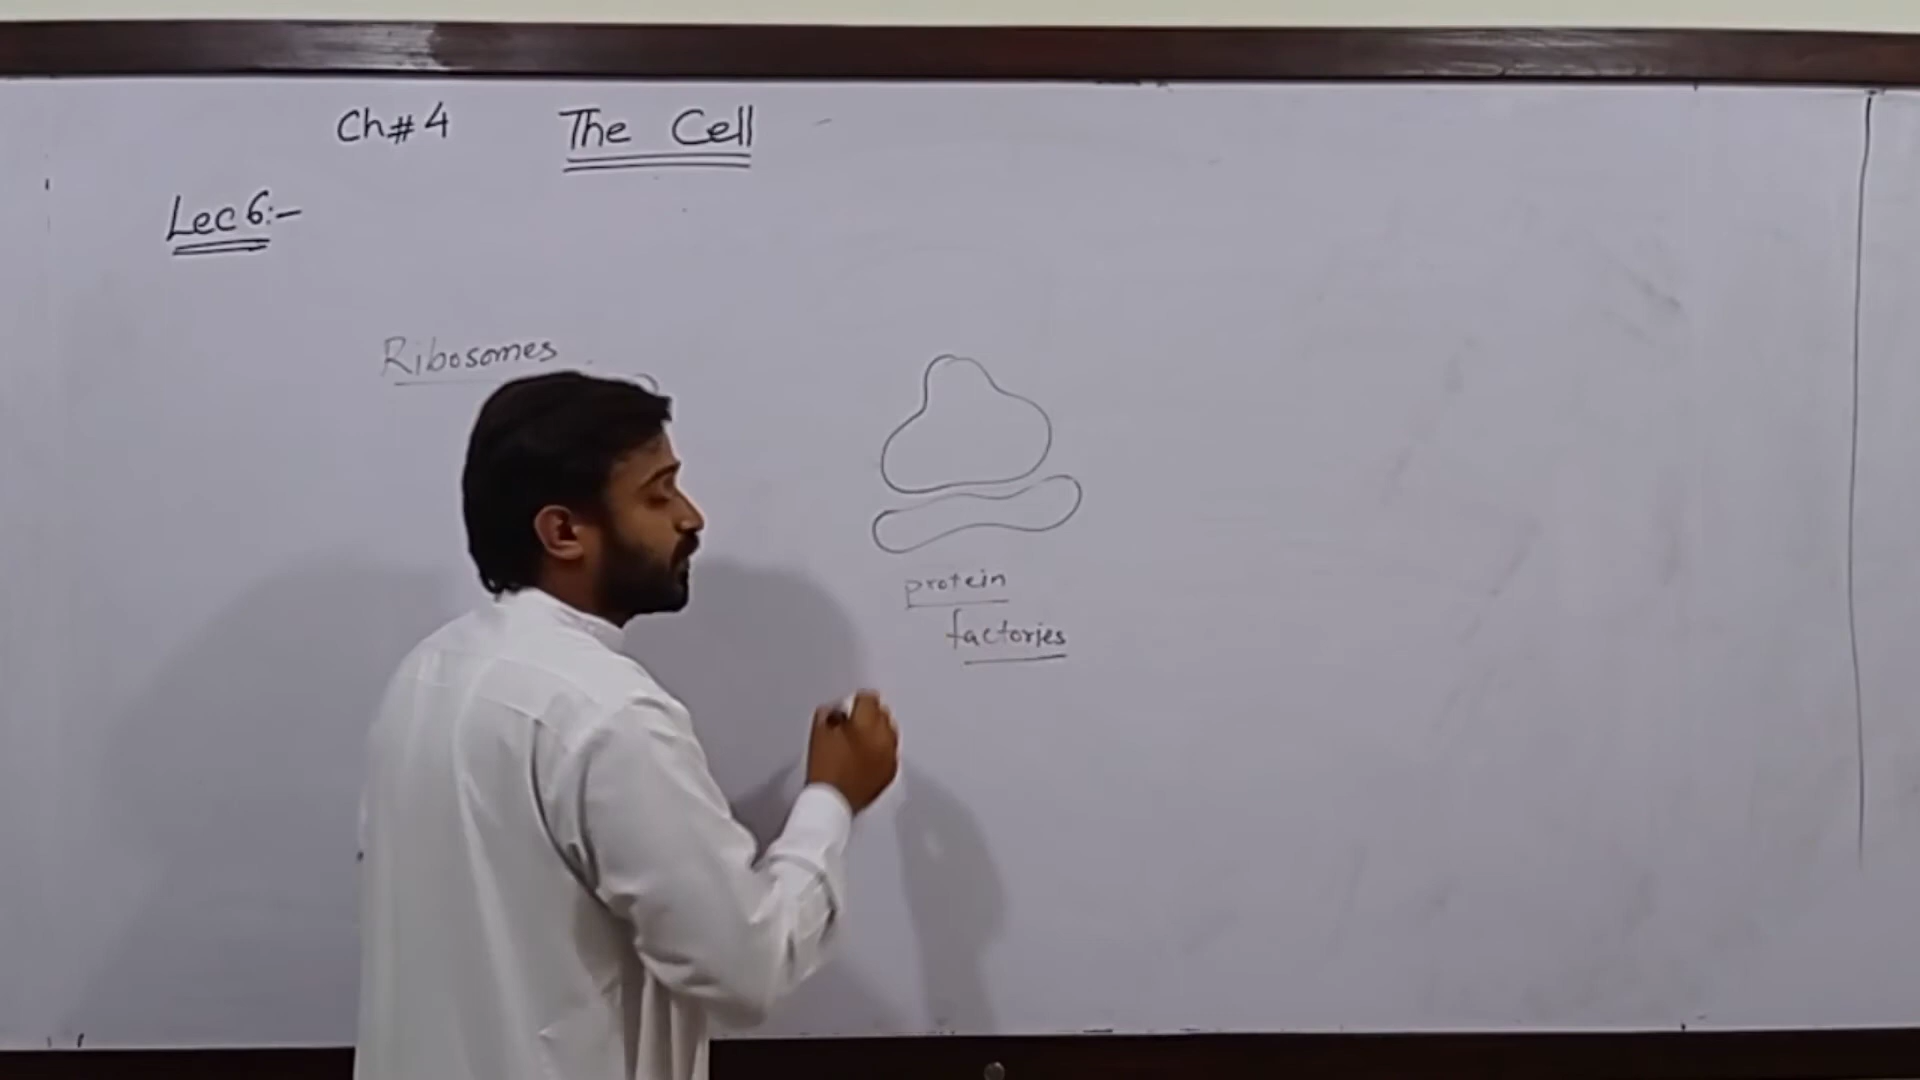 Ch#4 The Cell
Lec 6:-
Ribosomes
protein
factories